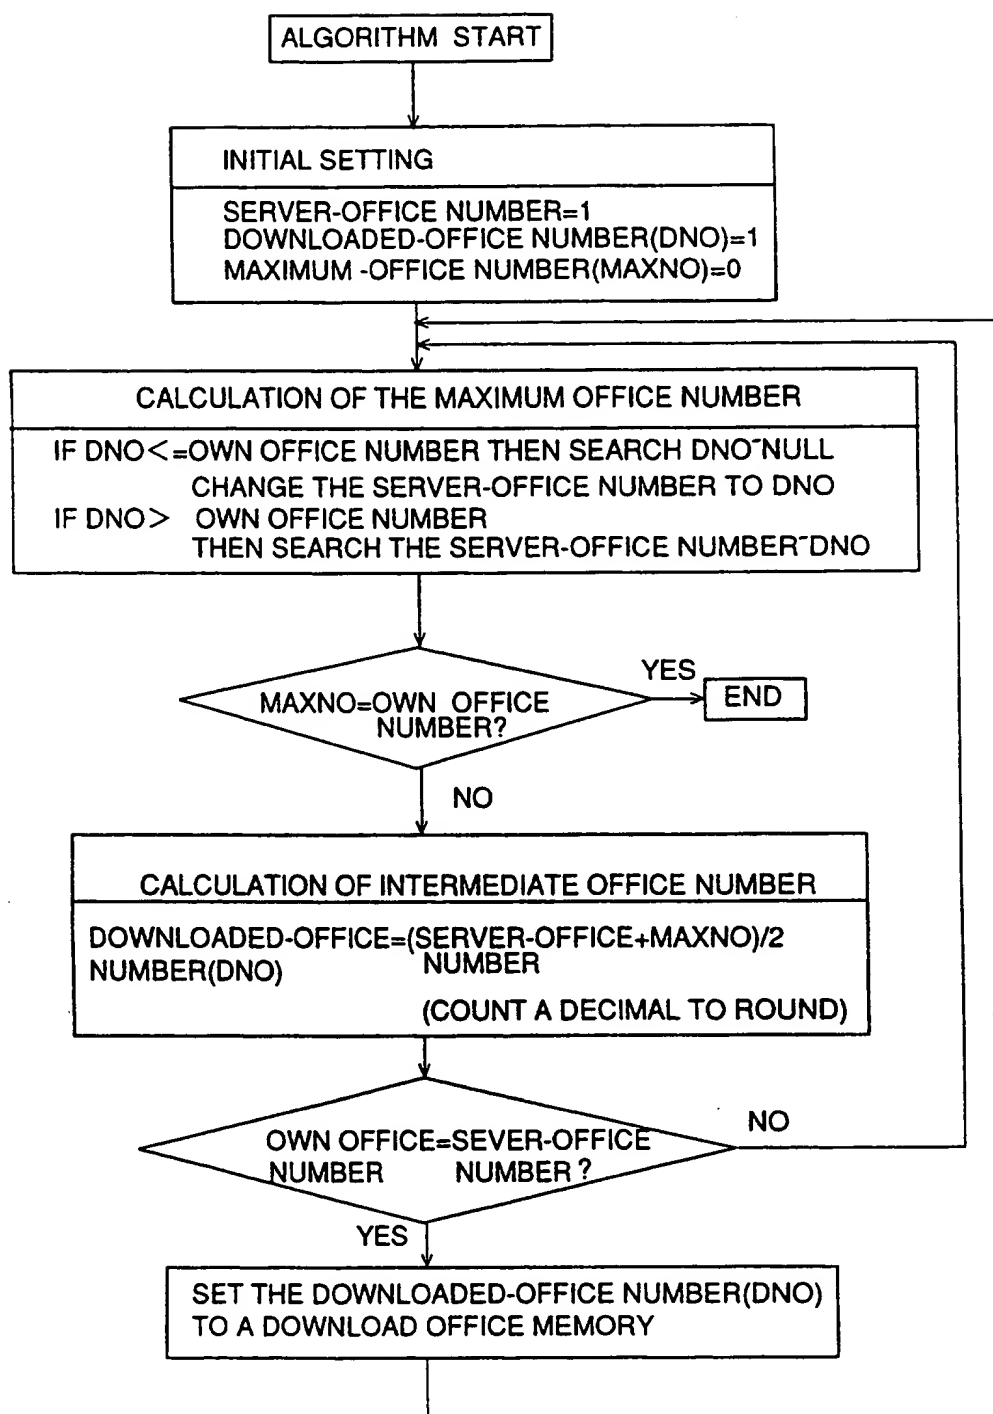 ALGORITHM START
INITIAL SETTING
SERVER-OFFICE NUMBER=1
DOWNLOADED-OFFICE NUMBER(DNO)=1
MAXIMUM -OFFICE NUMBER(MAXNO)=0
CALCULATION OF THE MAXIMUM OFFICE NUMBER
IF DNO<=OWN OFFICE NUMBER THEN SEARCH DNO~NULL
CHANGE THE SERVER-OFFICE NUMBER TO DNO
IF DNO> OWN OFFICE NUMBER
THEN SEARCH THE SERVER-OFFICE NUMBER~DNO
MAXNO=OWN OFFICE
NUMBER?
YES
END
NO
CALCULATION OF INTERMEDIATE OFFICE NUMBER
DOWNLOADED-OFFICE=(SERVER-OFFICE+MAXNO)/2
NUMBER(DNO) NUMBER
(COUNT A DECIMAL TO ROUND)
OWN OFFICE=SEVER-OFFICE
NUMBER NUMBER?
NO
YES
SET THE DOWNLOADED-OFFICE NUMBER(DNO)
TO A DOWNLOAD OFFICE MEMORY